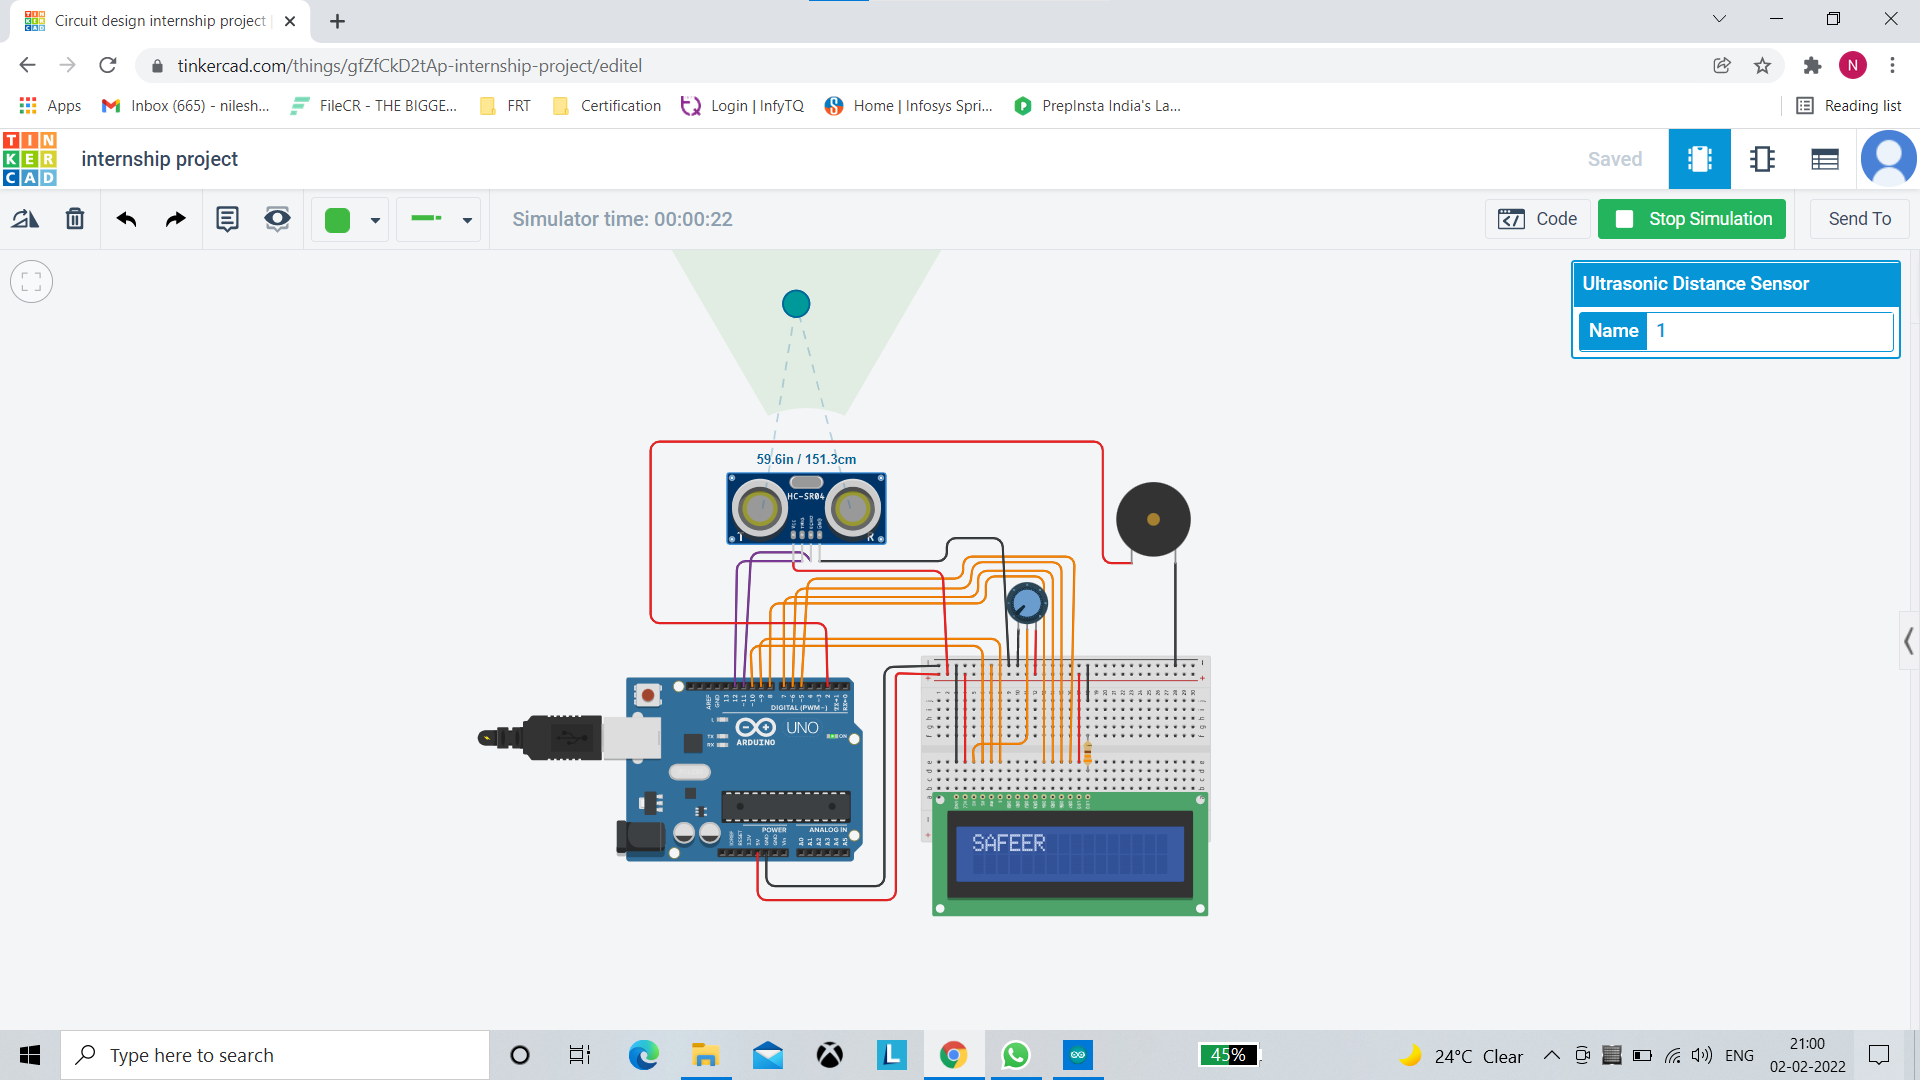 Circuit design internship project
tinkercad.com/things/gfZfCkD2tAp-internship-project/editel
N
Apps
Inbox (665) - nilesh...
FileCR - THE BIGGE...
FRT
Certification
Login | InfyTQ
Home | Infosys Spri...
PrepInsta India's La...
Reading list
TIN
KER
CAD
internship project
Saved
Simulator time: 00:00:22
Code
Stop Simulation
Send To
Ultrasonic Distance Sensor
Name 1
59.6in / 151.3cm
HC-SR04
T R
DIGITAL (PWM~)
UNO
ARDUINO
ON
POWER
ANALOG IN
SAFEER
Type here to search
45%
24°C Clear
ENG
21:00
02-02-2022